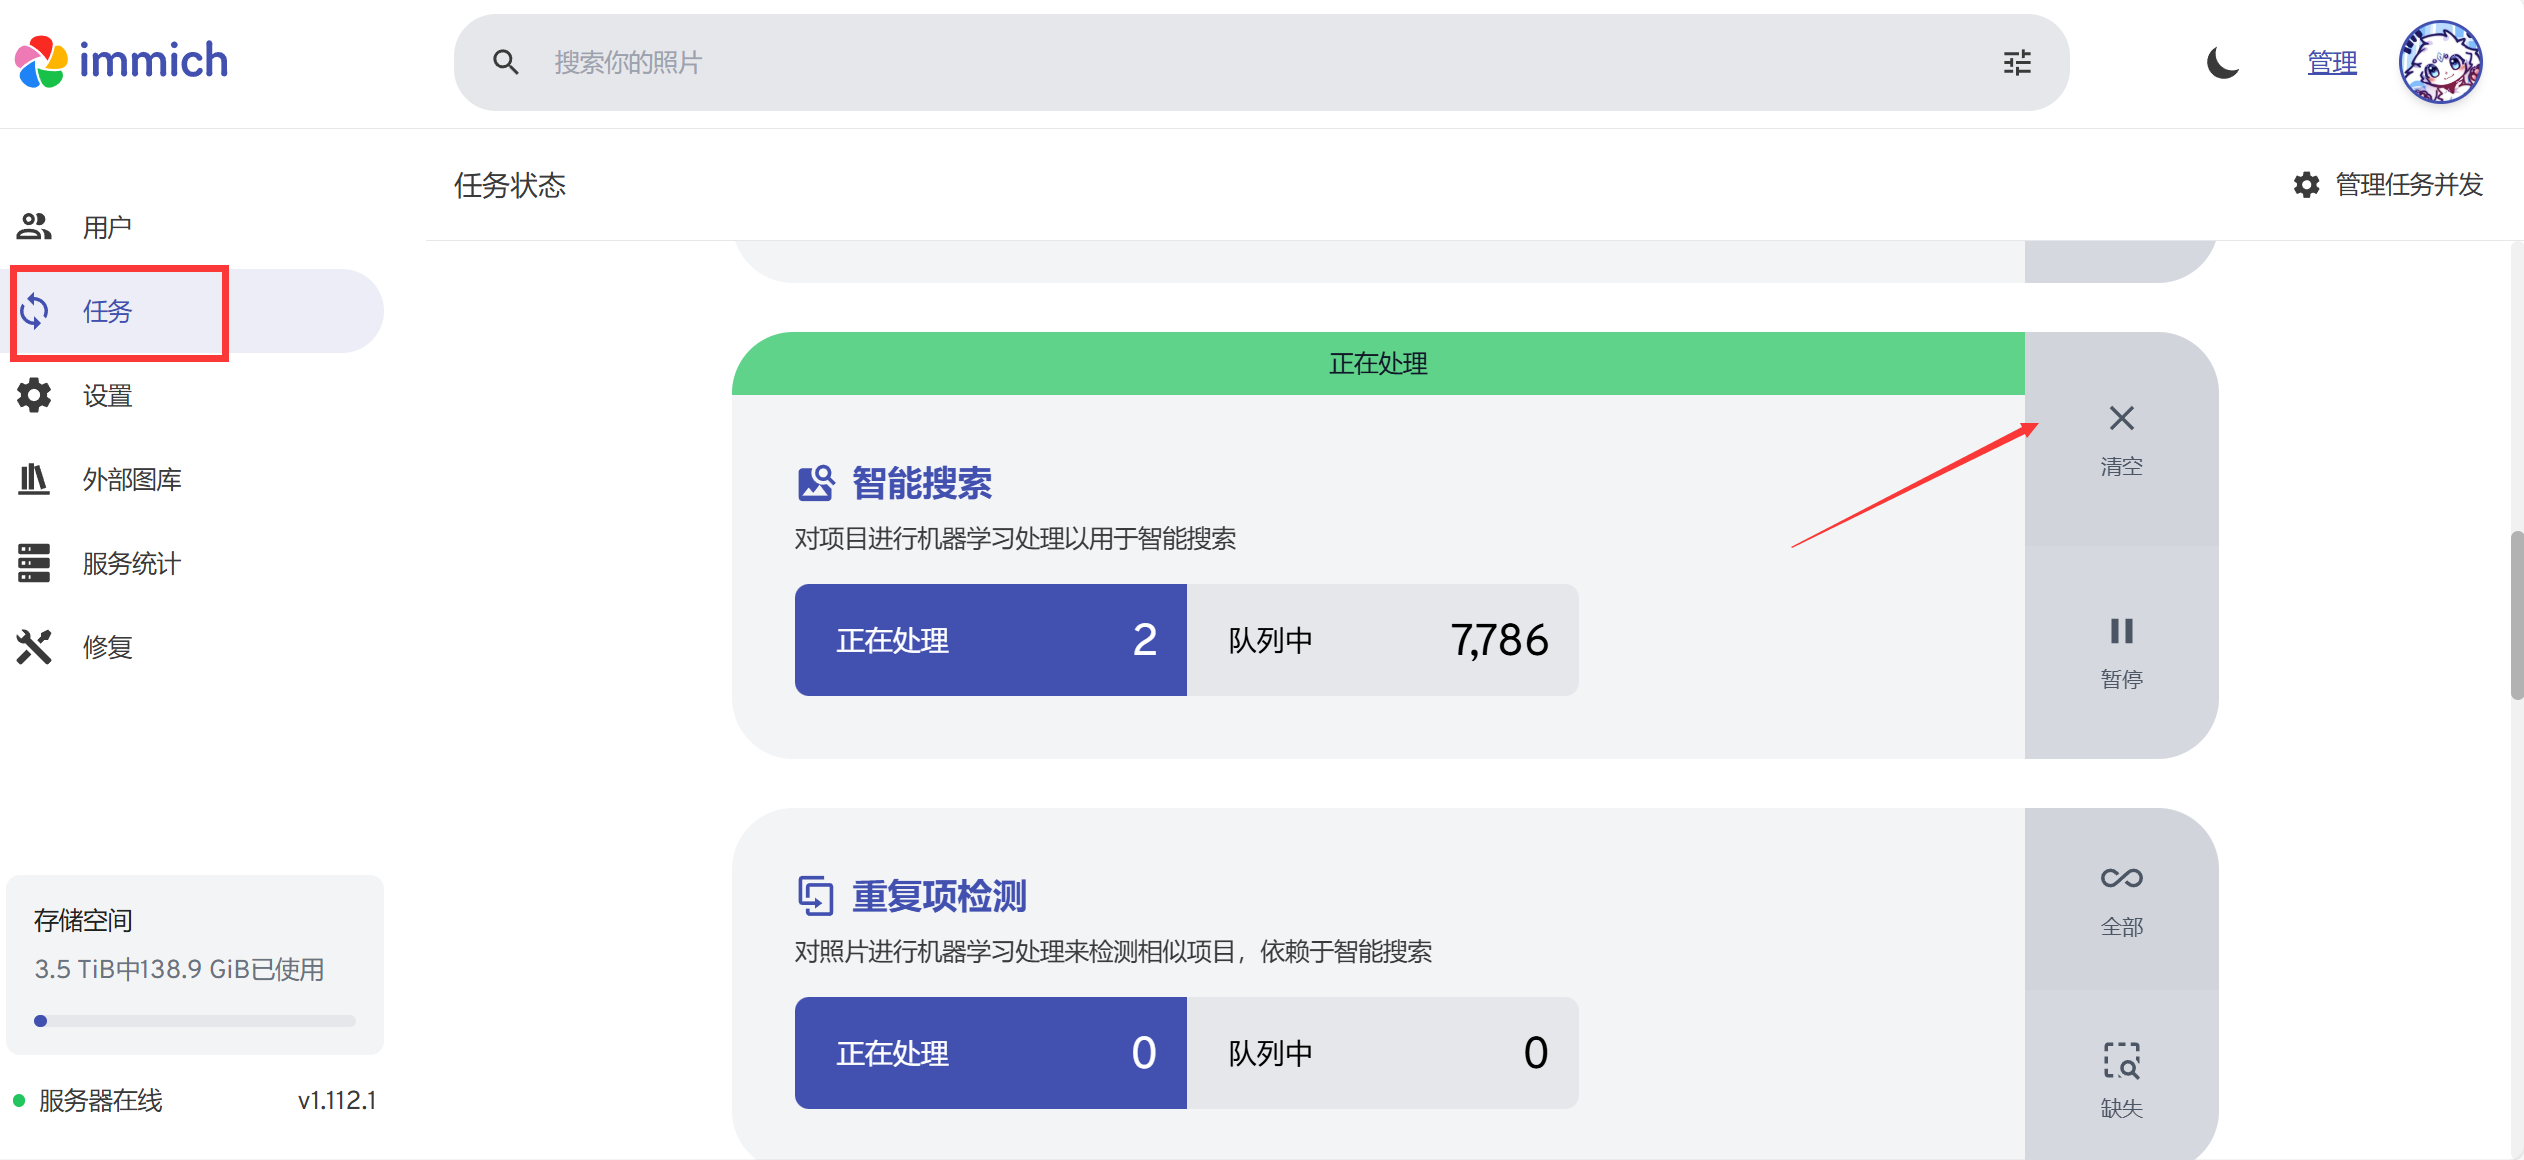 immich
搜索你的照片
管理
用户
任务
设置
外部图库
服务统计
修复
存储空间
3.5 TiB中138.9 GiB已使用
服务器在线
v1.112.1
任务状态
管理任务并发
正在处理
智能搜索
对项目进行机器学习处理以用于智能搜索
正在处理 2
队列中 7,786
清空
暂停
重复项检测
对照片进行机器学习处理来检测相似项目，依赖于智能搜索
正在处理 0
队列中 0
全部
缺失